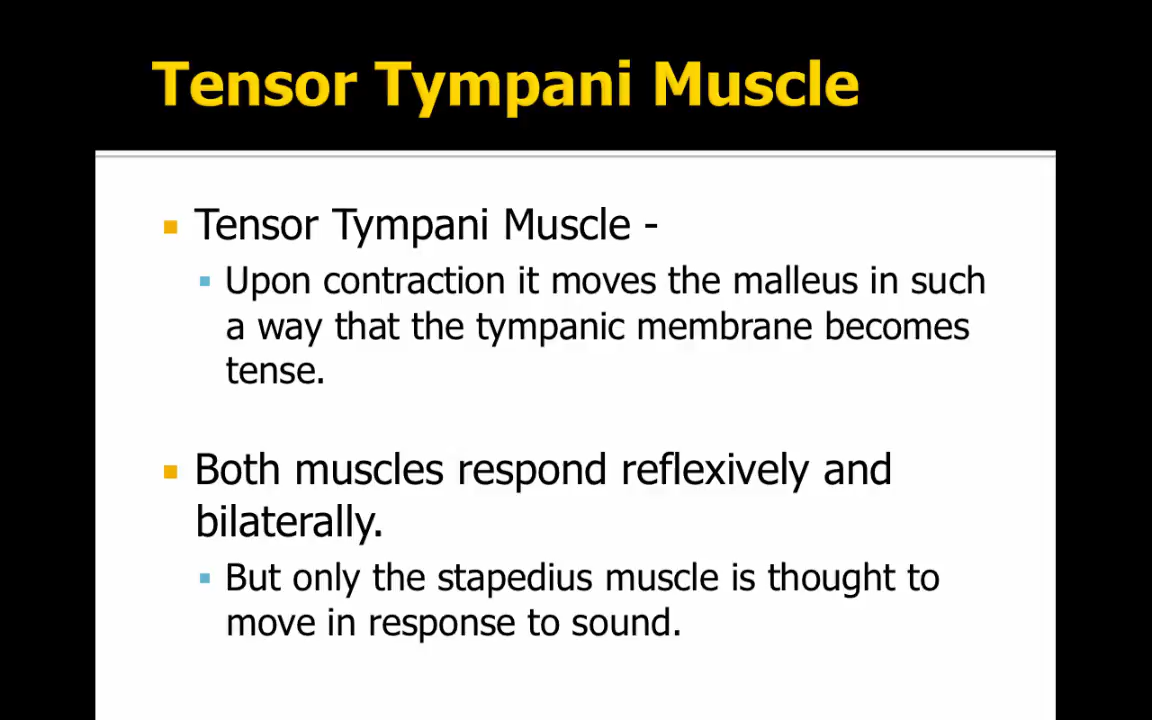 Tensor Tympani Muscle
Tensor Tympani Muscle -
Upon contraction it moves the malleus in such
a way that the tympanic membrane becomes
tense.
Both muscles respond reflexively and
bilaterally.
But only the stapedius muscle is thought to
move in response to sound.